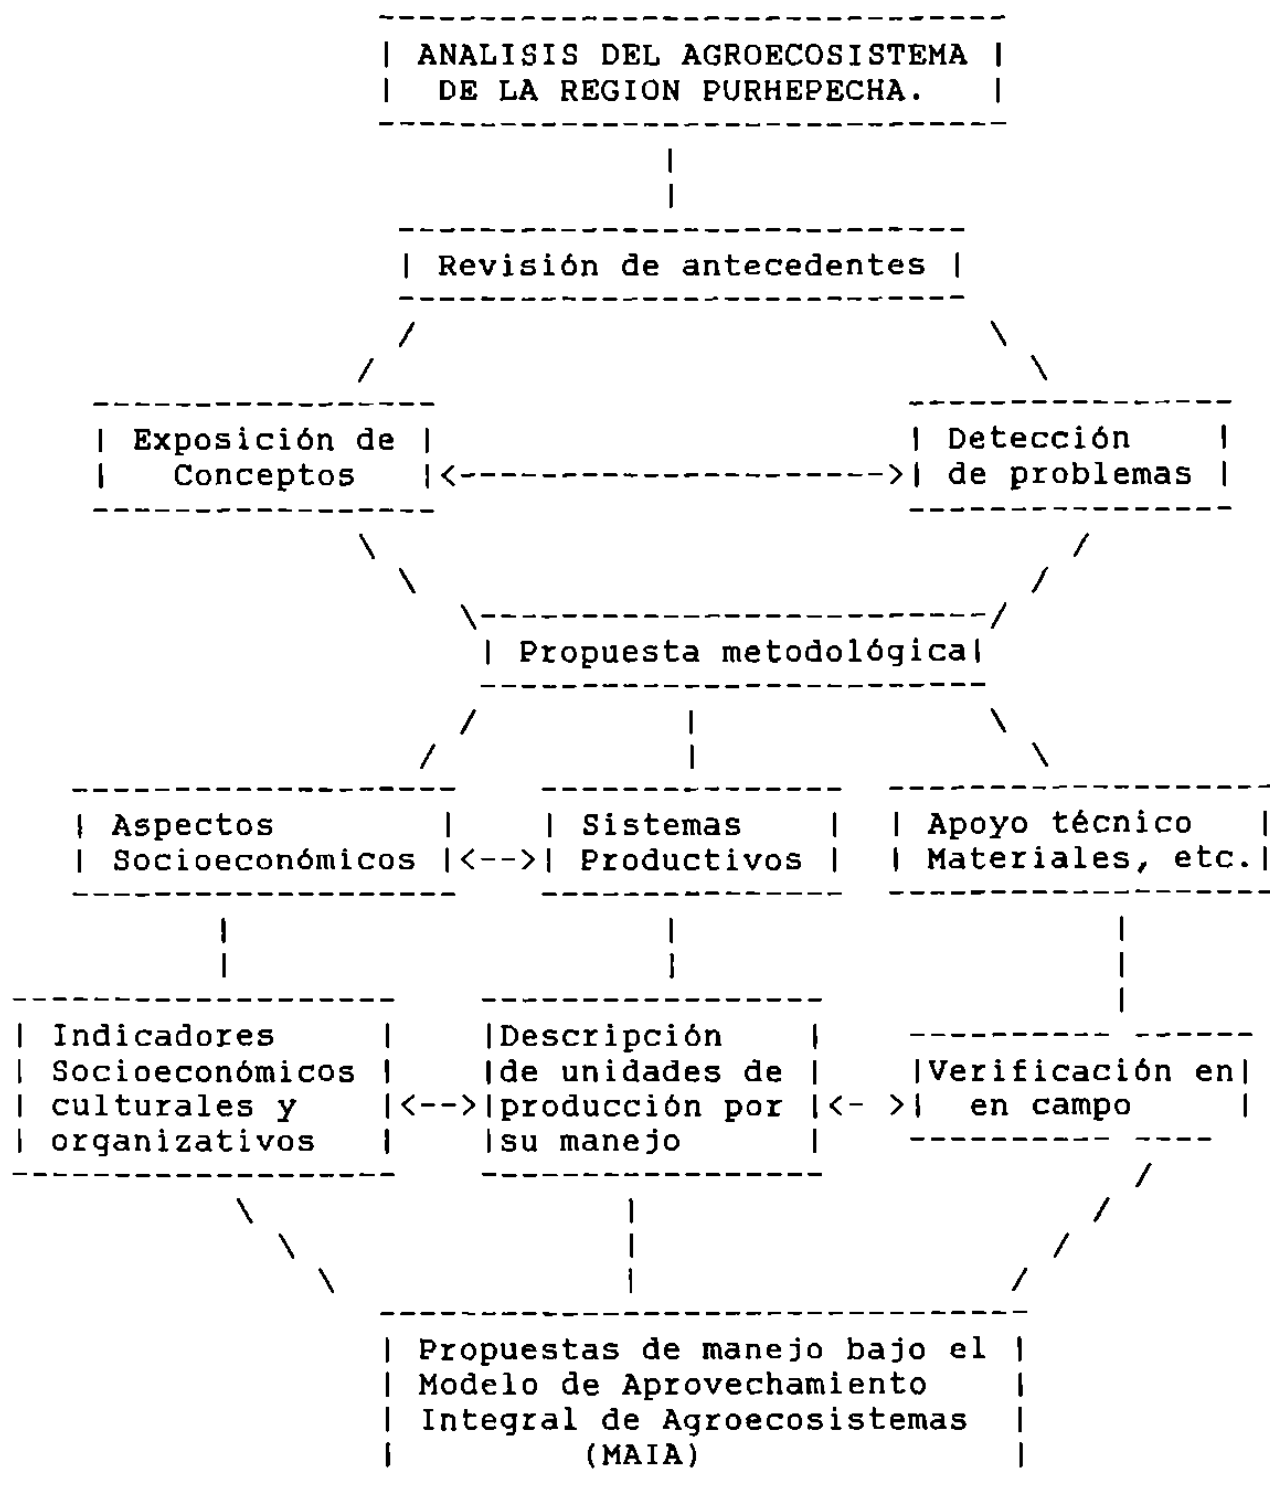 ANALISIS DEL AGROECOSISTEMA
DE LA REGION PURHEPECHA.
Revisión de antecedentes
Exposición de
Conceptos
Detección
de problemas
Propuesta metodológica
Aspectos
Socioeconómicos
Sistemas
Productivos
Apoyo técnico
Materiales, etc.
Indicadores
Socioeconómicos
culturales y
organizativos
Descripción
de unidades de
producción por
su manejo
Verificación en
en campo
Propuestas de manejo bajo el
Modelo de Aprovechamiento
Integral de Agroecosistemas
(MAIA)